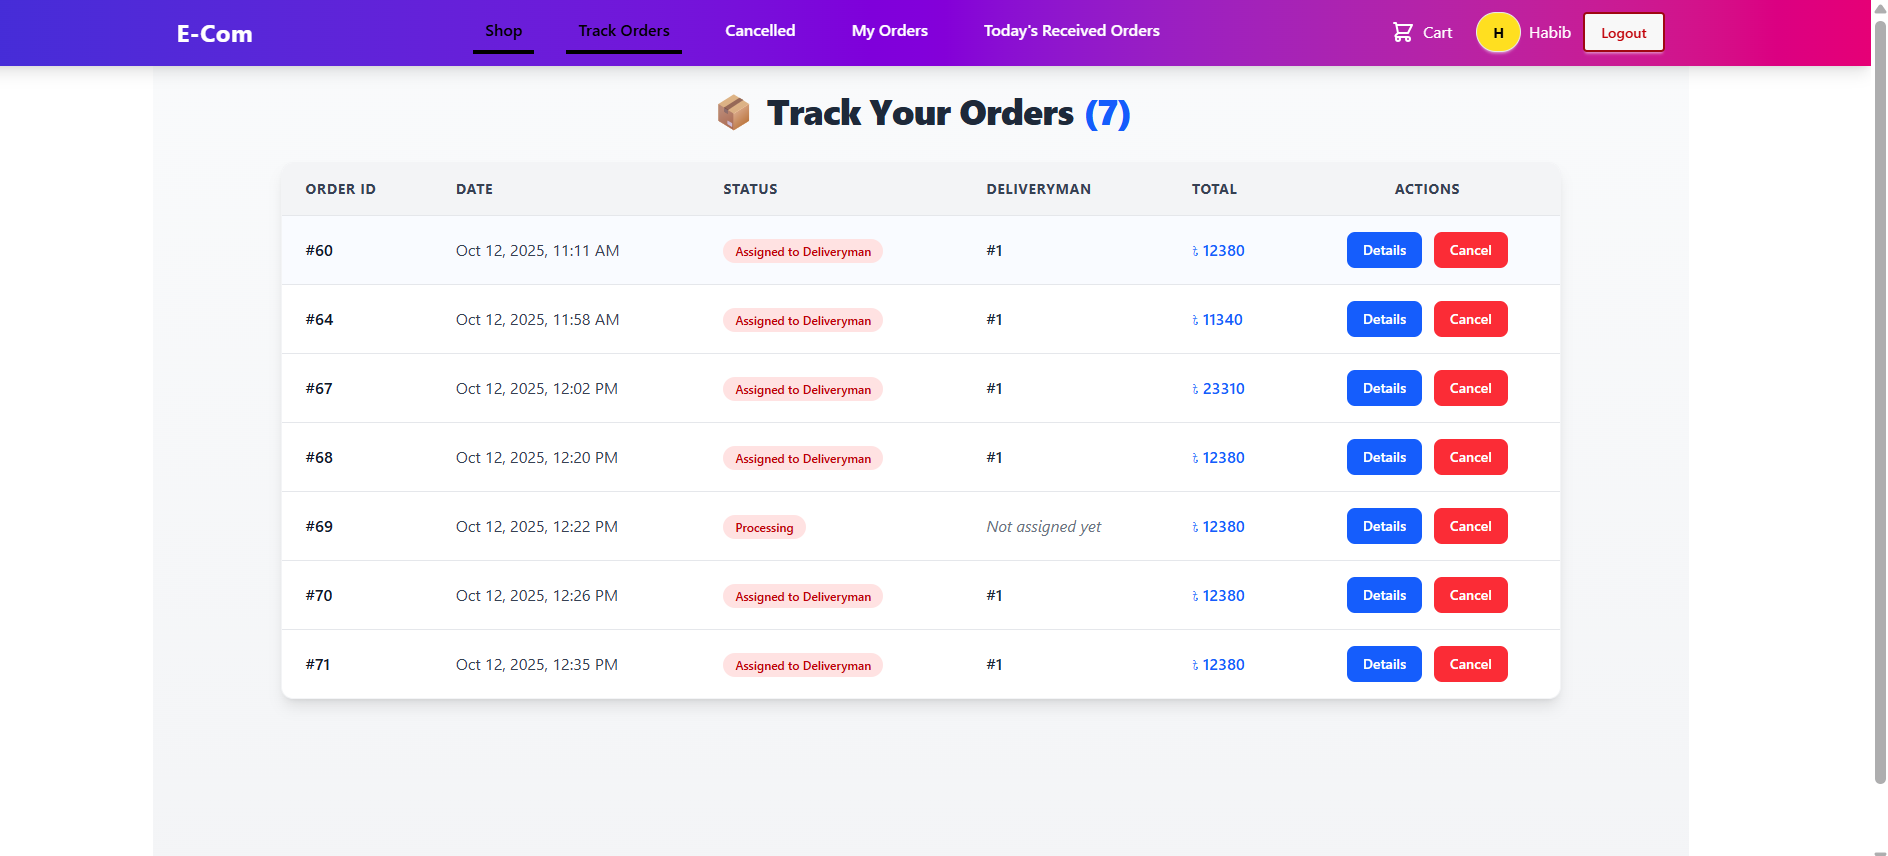 E-Com Shop Track Orders Cancelled My Orders Today's Received Orders Cart H Habib Logout
Track Your Orders (7)
ORDER ID DATE STATUS DELIVERYMAN TOTAL ACTIONS
#60 Oct 12, 2025, 11:11 AM Assigned to Deliveryman #1 ৳ 12380 Details Cancel
#64 Oct 12, 2025, 11:58 AM Assigned to Deliveryman #1 ৳ 11340 Details Cancel
#67 Oct 12, 2025, 12:02 PM Assigned to Deliveryman #1 ৳ 23310 Details Cancel
#68 Oct 12, 2025, 12:20 PM Assigned to Deliveryman #1 ৳ 12380 Details Cancel
#69 Oct 12, 2025, 12:22 PM Processing Not assigned yet ৳ 12380 Details Cancel
#70 Oct 12, 2025, 12:26 PM Assigned to Deliveryman #1 ৳ 12380 Details Cancel
#71 Oct 12, 2025, 12:35 PM Assigned to Deliveryman #1 ৳ 12380 Details Cancel